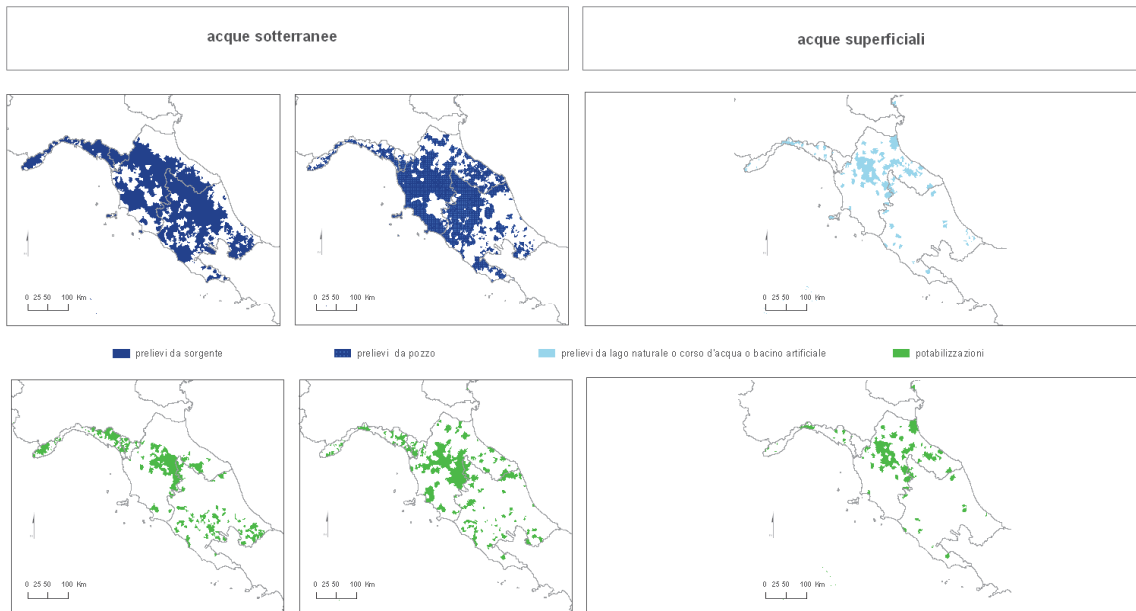 acque sotterranee
acque superficiali
0 25 50 100 Km
0 25 50 100 Km
0 25 50 100 Km
prelievi da sorgente
prelievi da pozzo
prelievi da lago naturale o corso d'acqua o bacino artificiale
potabilizzazioni
0 25 50 100 Km
0 25 50 100 Km
0 25 50 100 Km